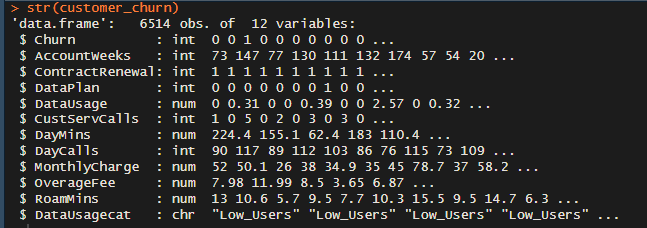 > str(customer_churn)
'data.frame':   6514 obs. of  12 variables:
 $ Churn          : int  0 0 1 0 0 0 0 0 0 0 ...
 $ AccountWeeks   : int  73 147 77 130 111 132 174 57 54 20 ...
 $ ContractRenewal: int  1 1 1 1 1 1 1 1 1 1 ...
 $ DataPlan       : int  0 0 0 0 0 0 0 1 0 0 ...
 $ DataUsage      : num  0 0.31 0 0 0.39 0 0 2.57 0 0.32 ...
 $ CustServCalls  : int  1 0 5 0 2 0 3 0 3 0 ...
 $ DayMins        : num  224.4 155.1 62.4 183 110.4 ...
 $ DayCalls       : int  90 117 89 112 103 86 76 115 73 109 ...
 $ MonthlyCharge  : num  52 50.1 26 38 34.9 35 45 78.7 37 58.2 ...
 $ OverageFee     : num  7.98 11.99 8.5 3.65 6.87 ...
 $ RoamMins       : num  13 10.6 5.7 9.5 7.7 10.3 15.5 9.5 14.7 6.3 ...
 $ DataUsagecat   : chr  "Low_Users" "Low_Users" "Low_Users" "Low_Users" ...